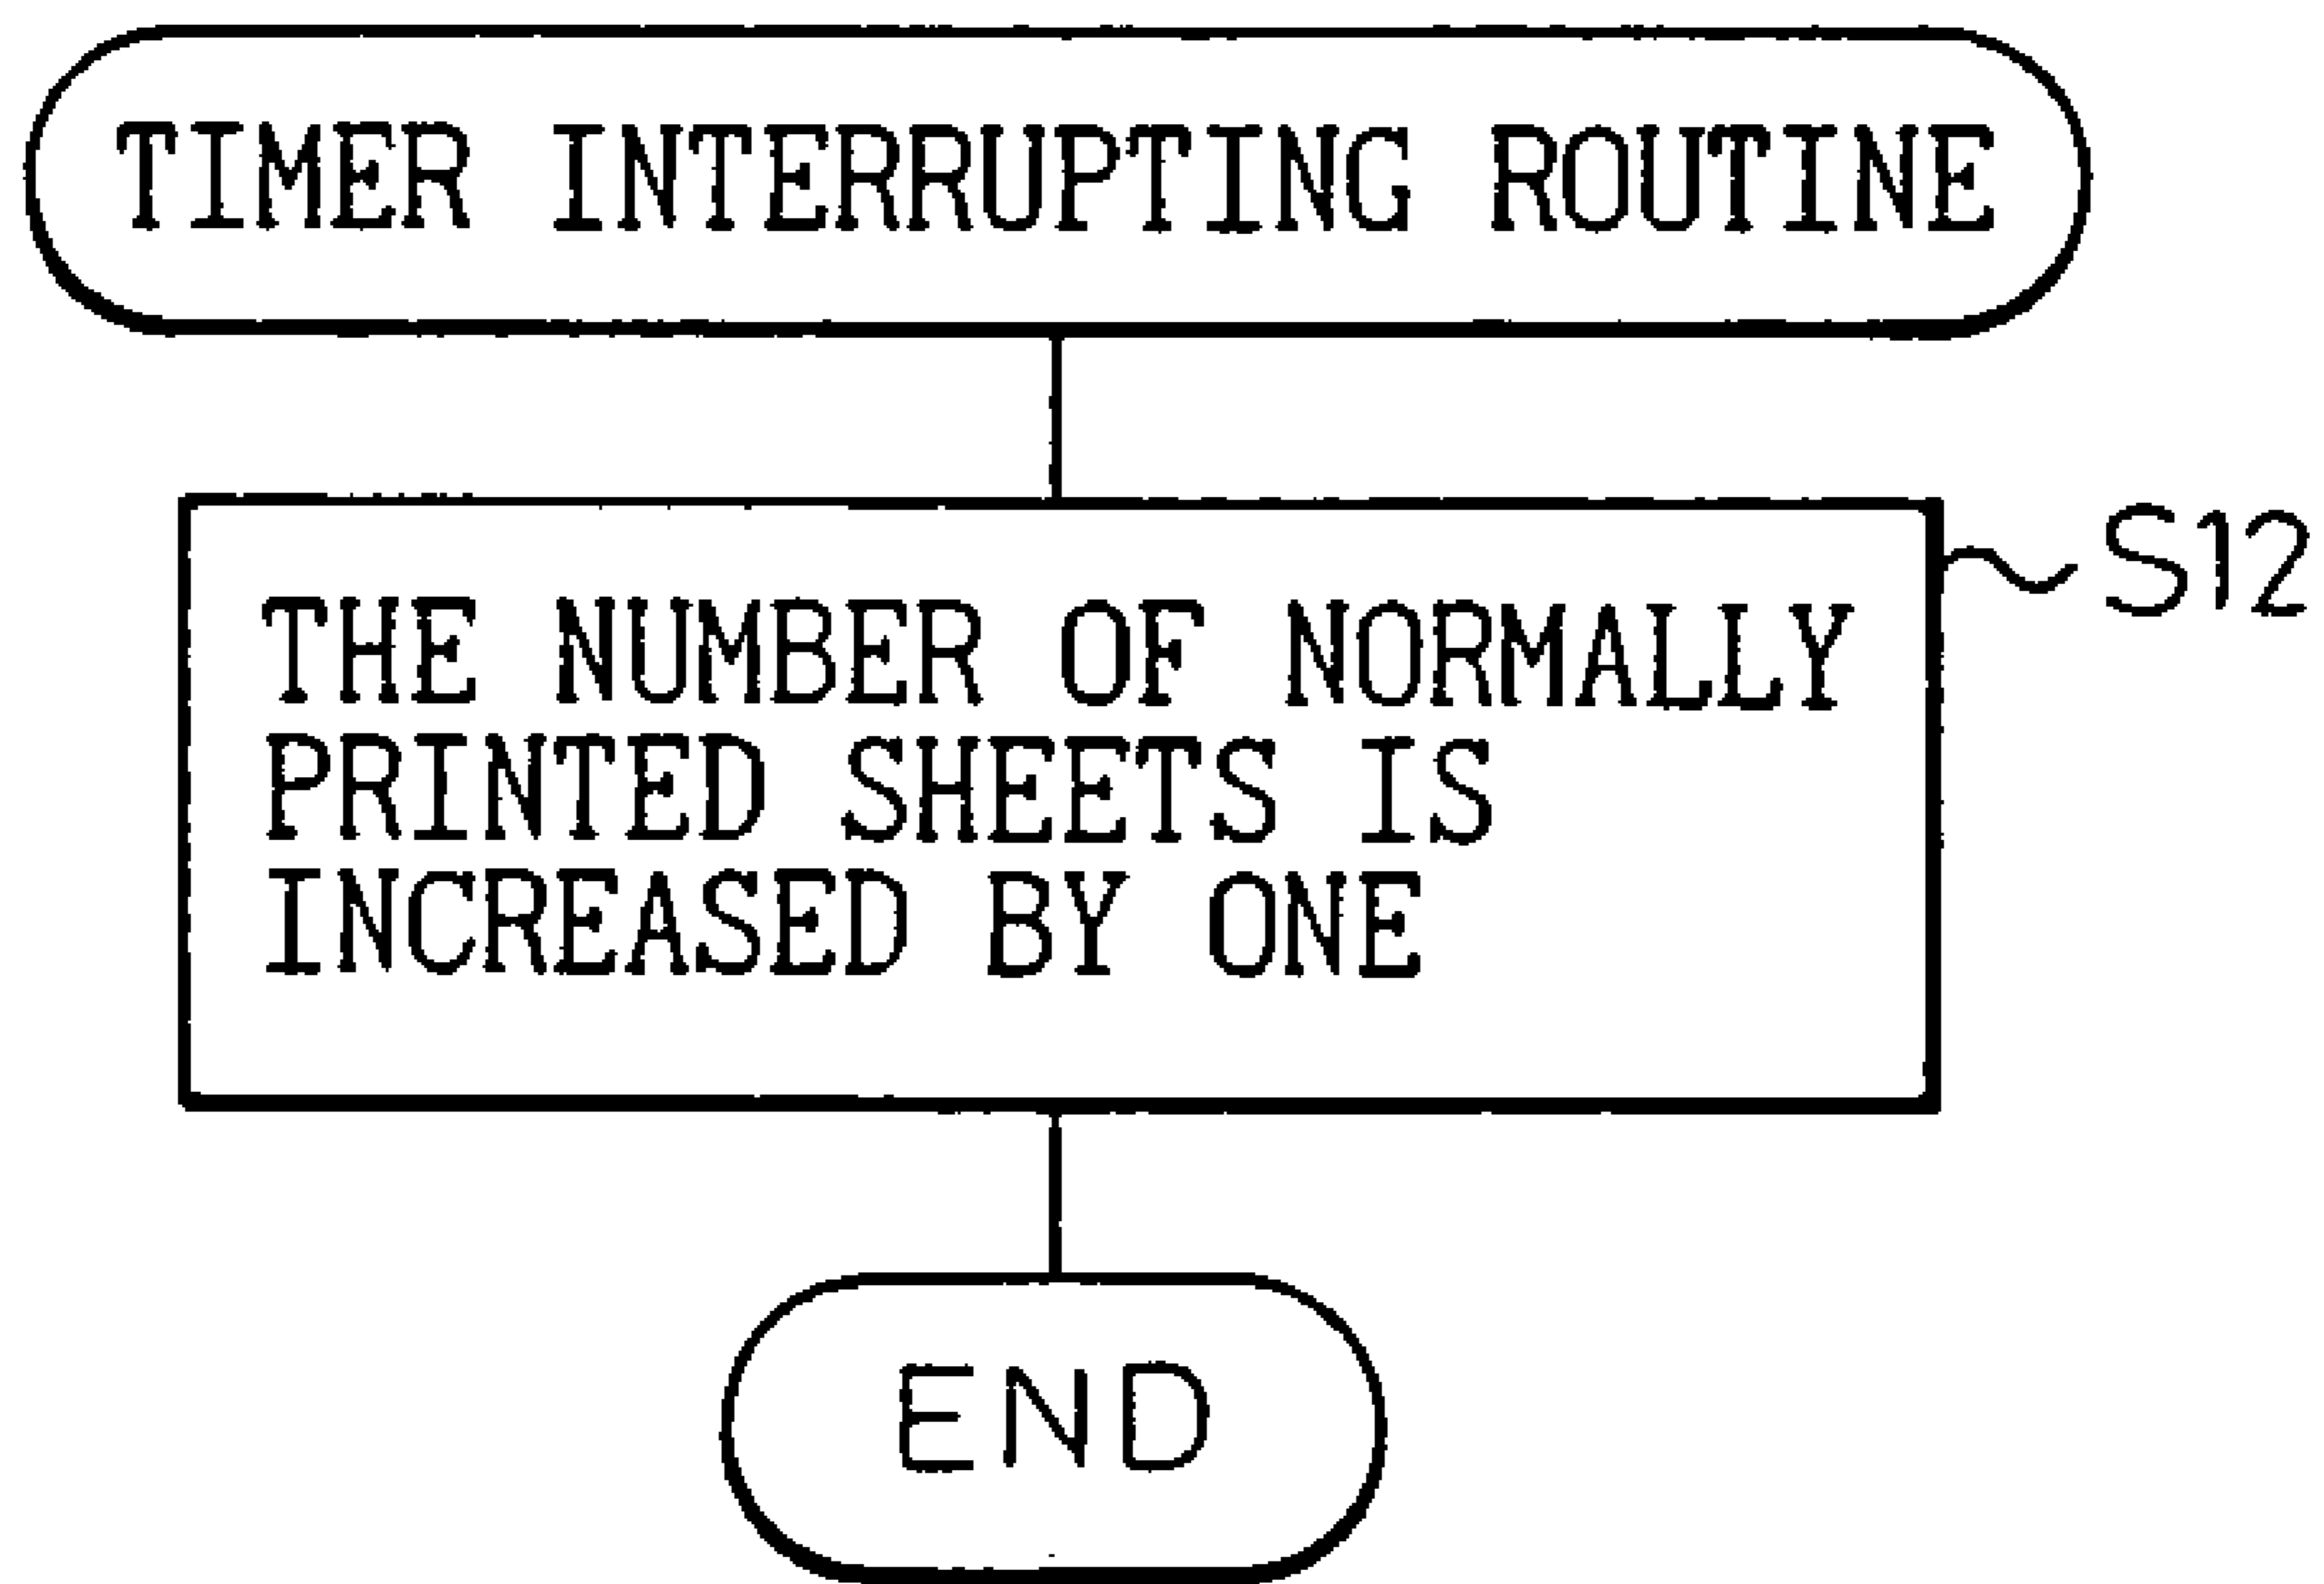 TIMER INTERRUPTING ROUTINE
S12
THE NUMBER OF NORMALLY
PRINTED SHEETS IS
INCREASED BY ONE
END